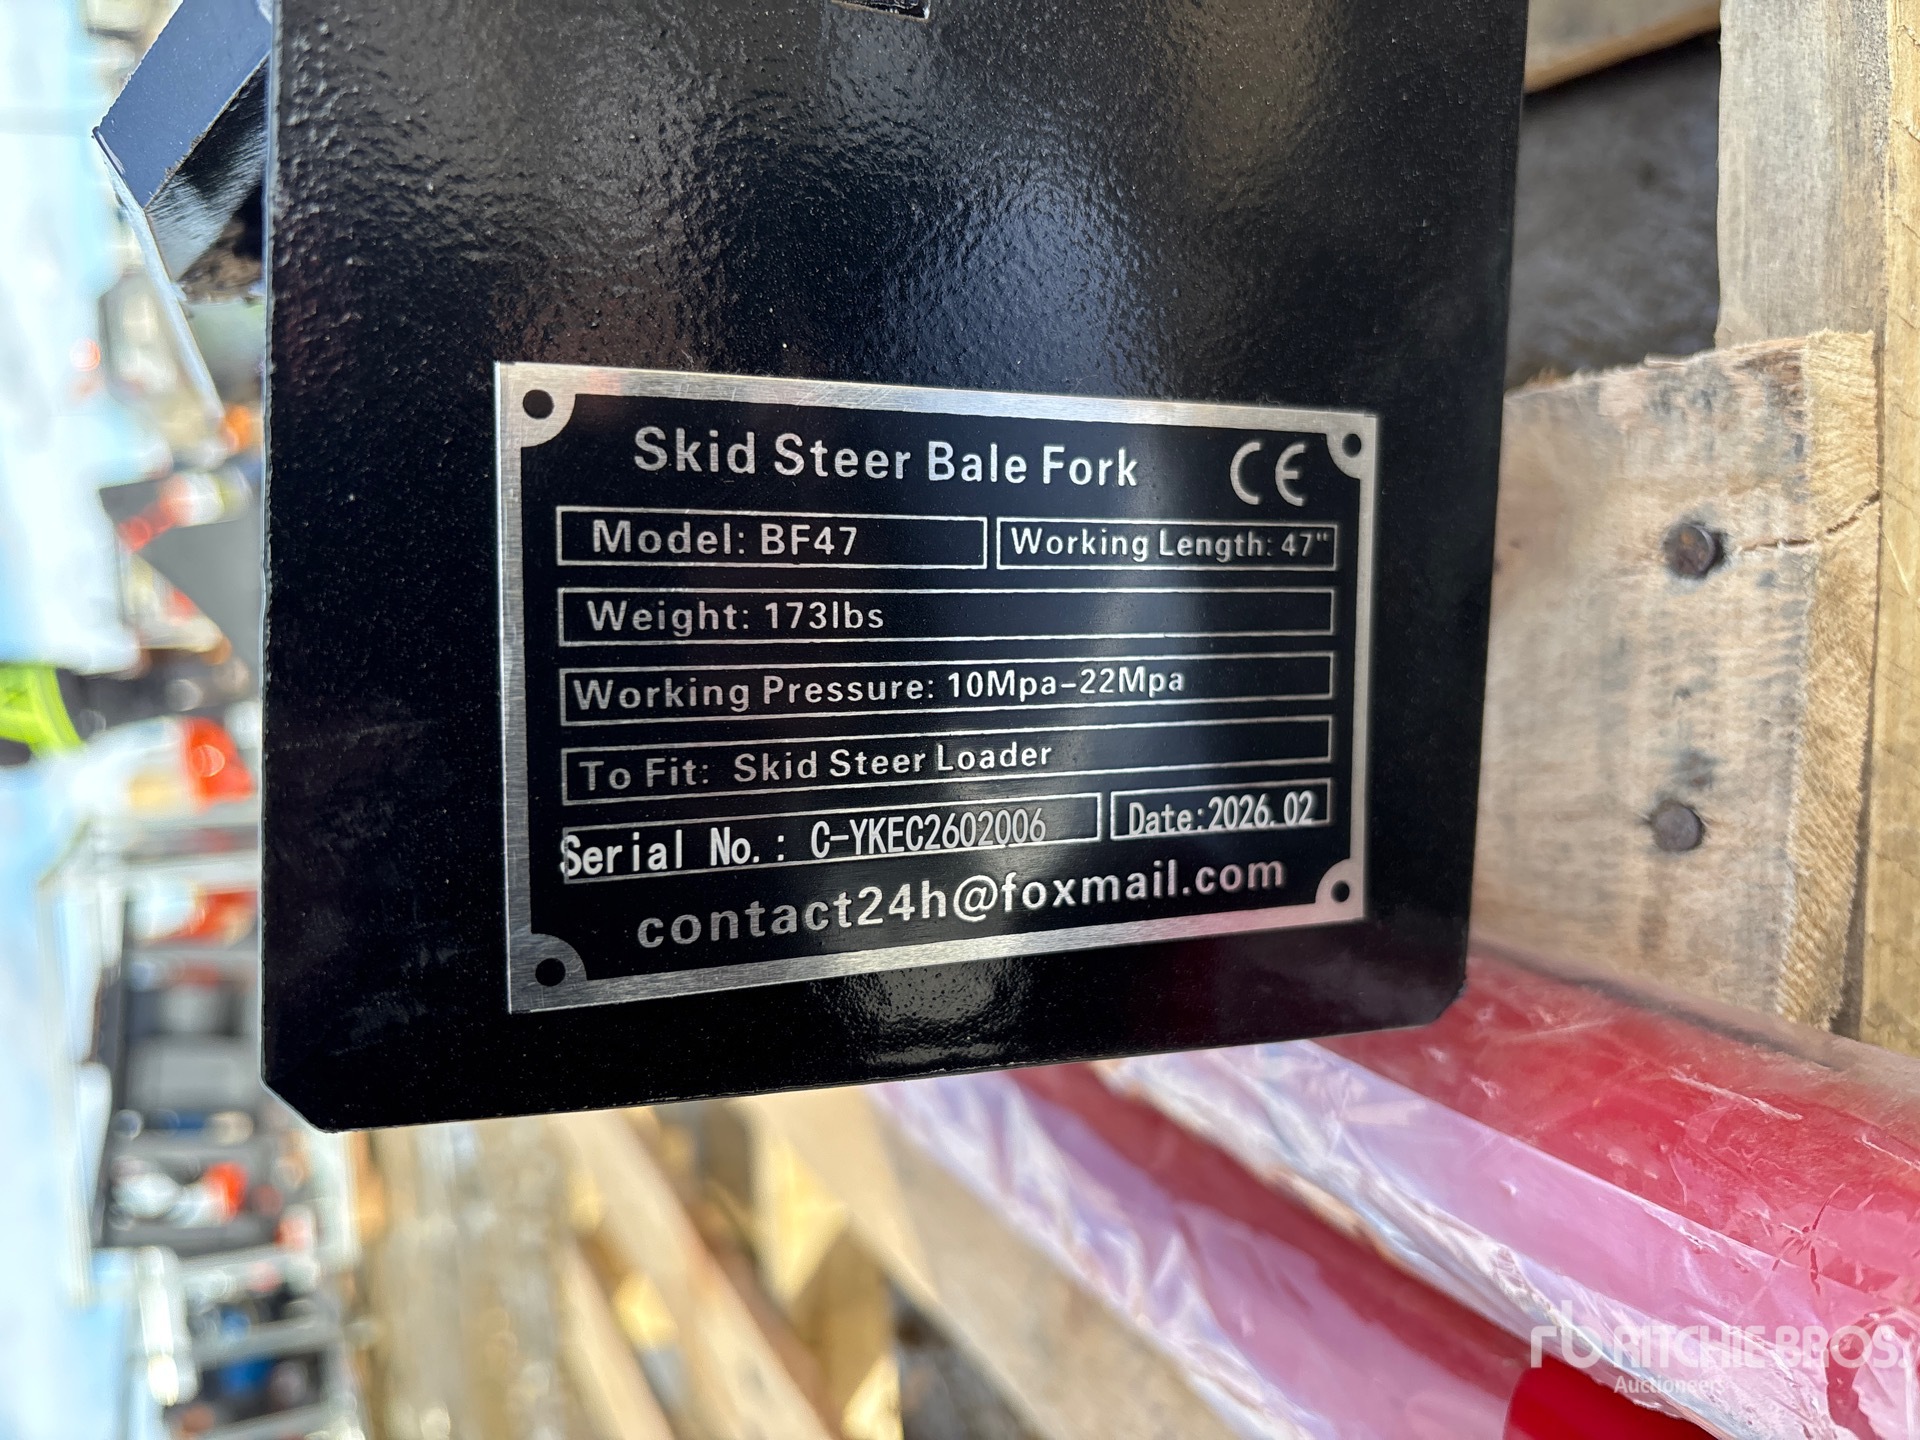 Skid Steer Bale Fork CE
Model: BF47 Working Length: 47"
Weight: 173lbs
Working Pressure: 10Mpa-22Mpa
To Fit: Skid Steer Loader
Serial No.: C-YKEC2602006 Date:2026.02
contact24h@foxmail.com
rb RITCHIE BROS.
Auctioneers